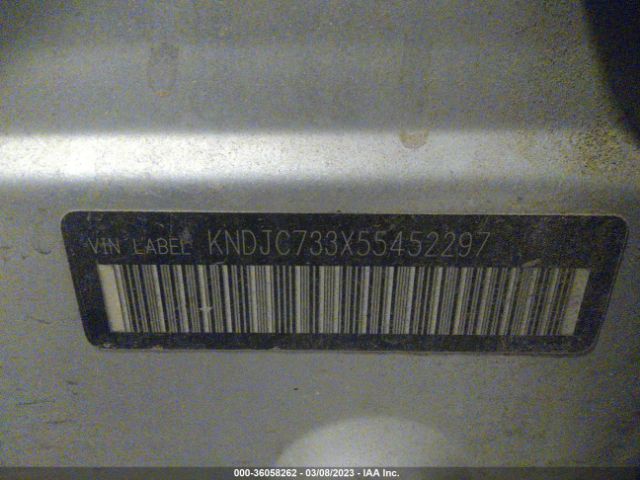 VIN LABEL KNDJC733X55452297
000-36058262 - 03/08/2023 - IAA Inc.